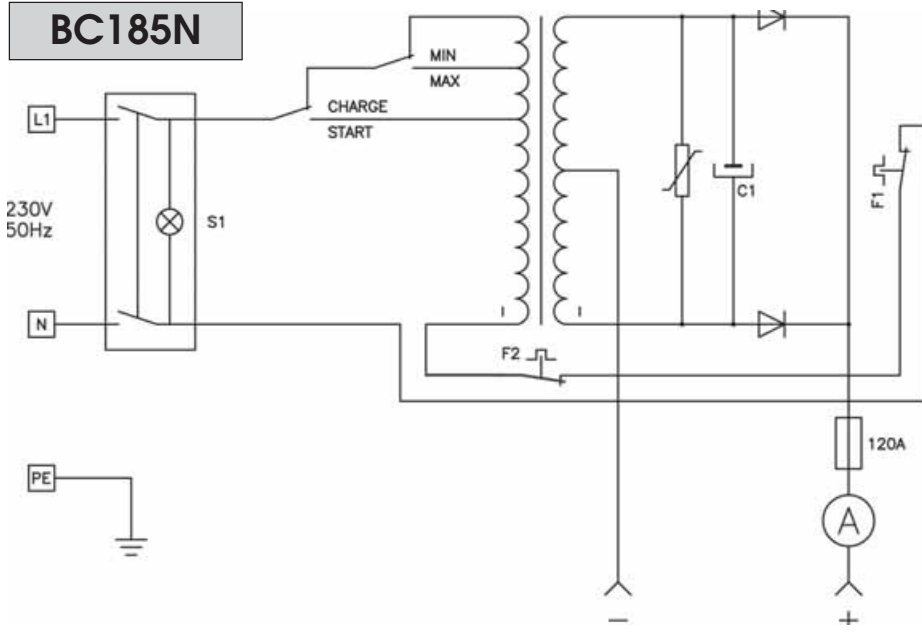 BC185N
MIN
MAX
CHARGE
START
L1
230V
50Hz
S1
N
PE
F2
C1
F1
120A
A
–
+